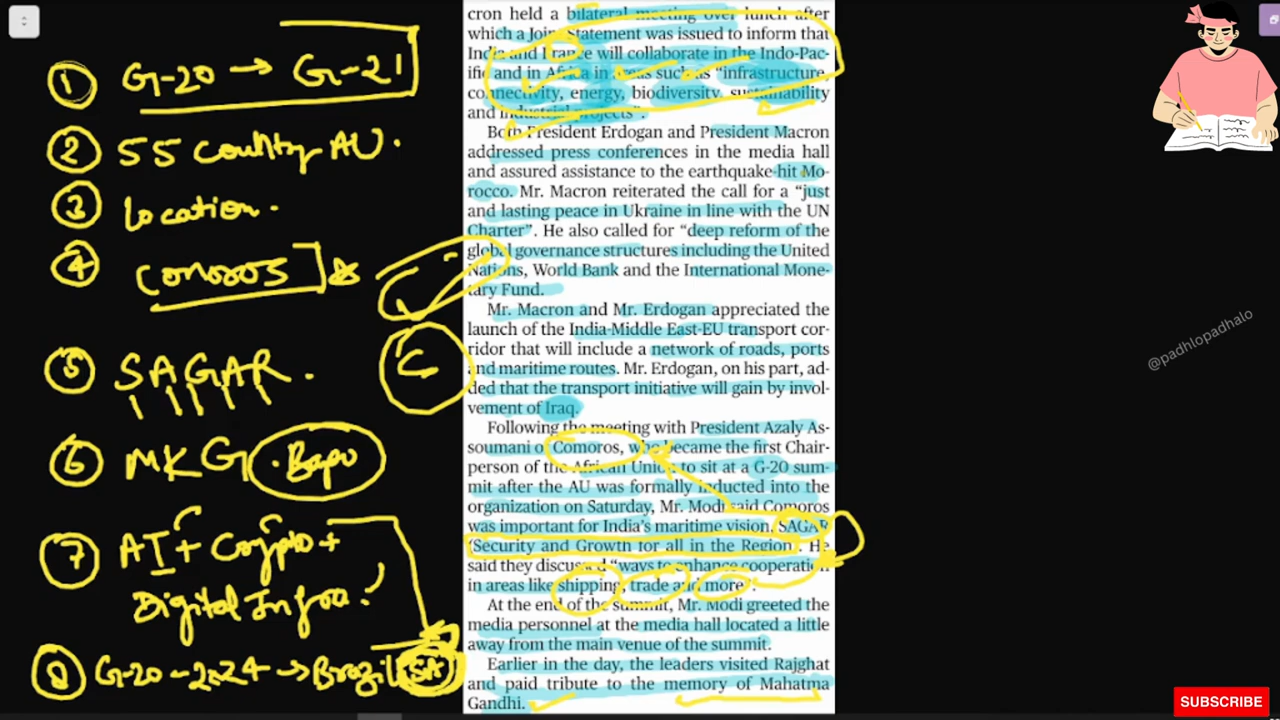 ① G-20 → G-21
② 55 Country AU.
③ Location.
④ Comoros
⑤ SAGAR.
⑥ MKG. Bapu
⑦ AI + Crypto +
Digital Infra!
⑧ G-20-2024 → Brazil SA
C
cron held a bilateral meeting over lunch after
which a Joint Statement was issued to inform that
India and France will collaborate in the Indo-Pac-
ific and in Africa in areas such as “infrastructure,
connectivity, energy, biodiversity, sustainability
and industrial projects”.
Both President Erdogan and President Macron
addressed press conferences in the media hall
and assured assistance to the earthquake-hit Mo-
rocco. Mr. Macron reiterated the call for a “just
and lasting peace in Ukraine in line with the UN
Charter”. He also called for “deep reform of the
global governance structures including the United
Nations, World Bank and the International Mone-
tary Fund.
Mr. Macron and Mr. Erdogan appreciated the
launch of the India-Middle East-EU transport cor-
ridor that will include a network of roads, ports
and maritime routes. Mr. Erdogan, on his part, ad-
ded that the transport initiative will gain by invol-
vement of Iraq.
Following the meeting with President Azaly As-
soumani of Comoros, who became the first Chair-
person of the African Union to sit at a G-20 sum-
mit after the AU was formally inducted into the
organization on Saturday, Mr. Modi said Comoros
was important for India’s maritime vision, SAGAR
(Security and Growth for all in the Region). He
said they discussed “ways to enhance cooperation
in areas like shipping, trade and more”.
At the end of the summit, Mr. Modi greeted the
media personnel at the media hall located a little
away from the main venue of the summit.
Earlier in the day, the leaders visited Rajghat
and paid tribute to the memory of Mahatma
Gandhi.
@padhlopadhalo
SUBSCRIBE